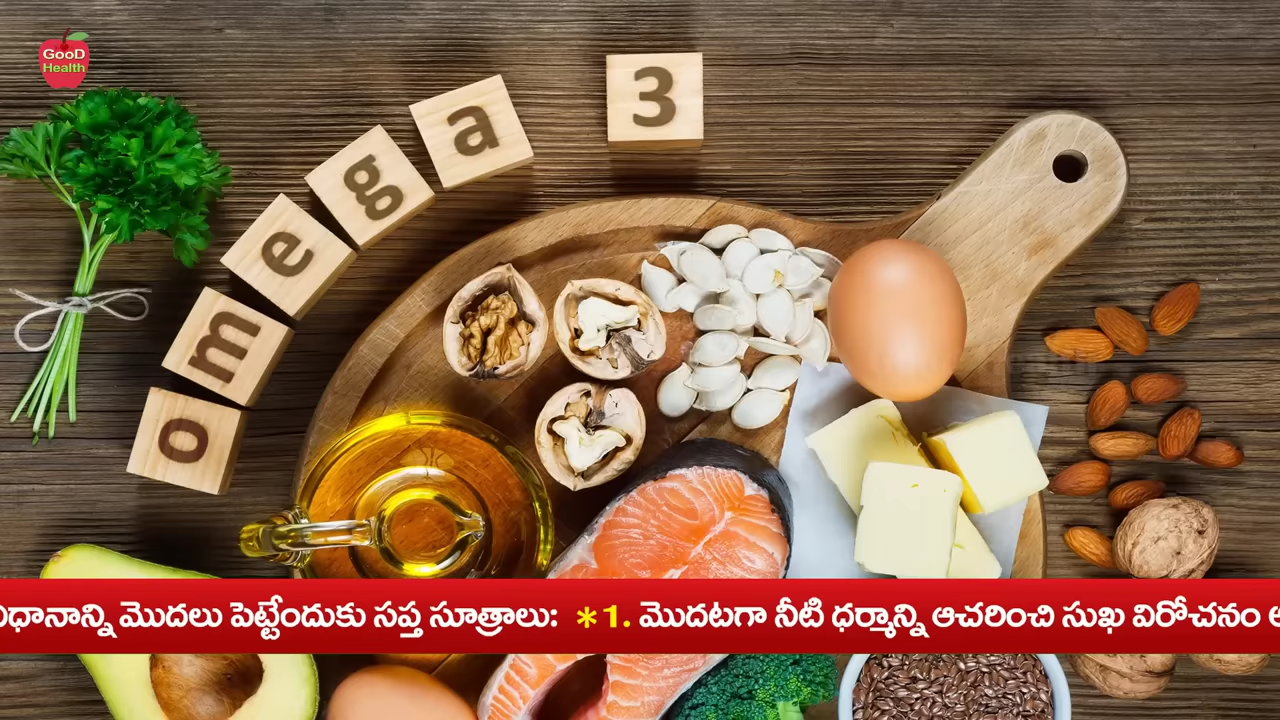 GooD
Health
omega 3
మొదలు పెట్టేందుకు సప్త సూత్రాలు: *1. మొదటగా నీటి ధర్మాన్ని ఆచరించి సుఖ విరోచనం